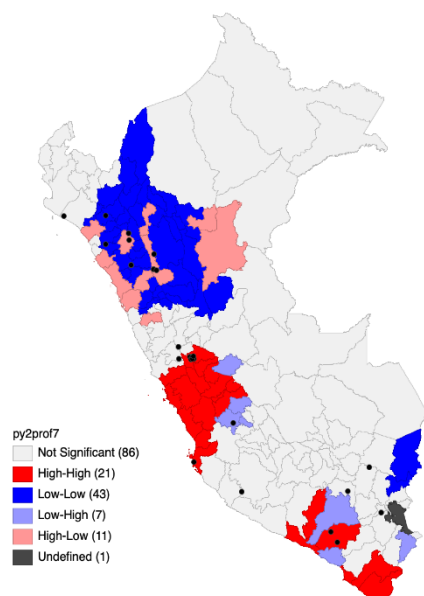 py2prof7
Not Significant (86)
High-High (21)
Low-Low (43)
Low-High (7)
High-Low (11)
Undefined (1)